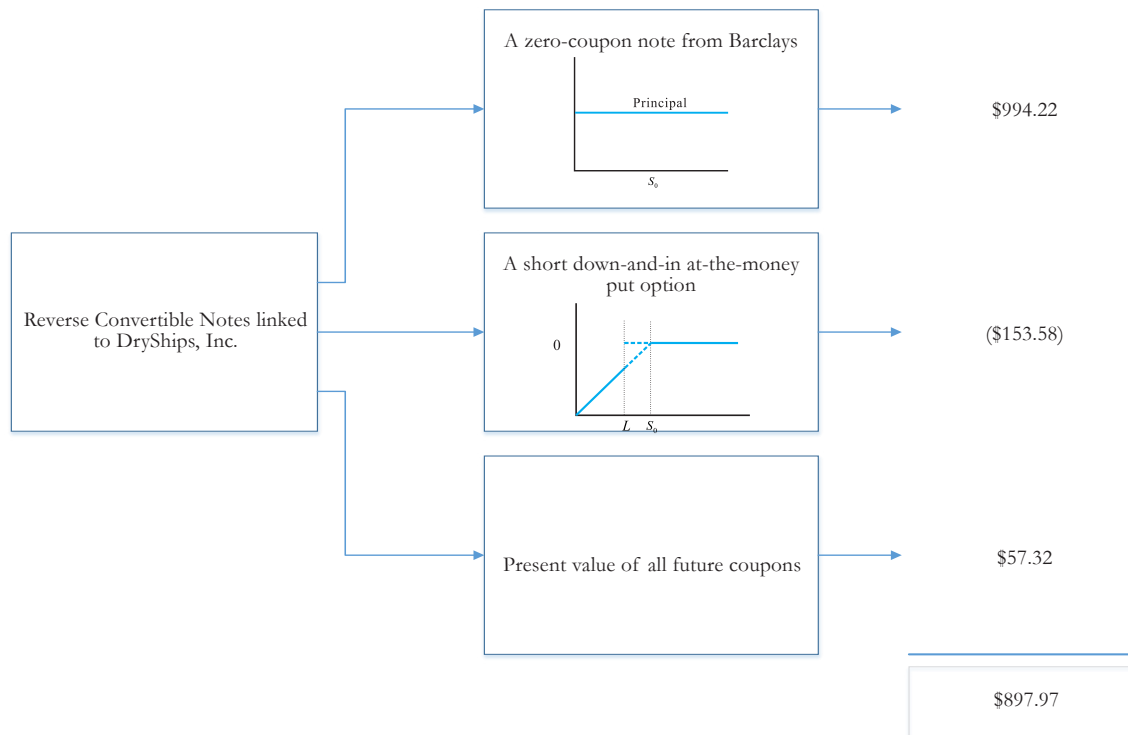 A zero-coupon note from Barclays
Principal
S0
$994.22
Reverse Convertible Notes linked
to DryShips, Inc.
A short down-and-in at-the-money
put option
0
L S0
($153.58)
Present value of all future coupons
$57.32
$897.97